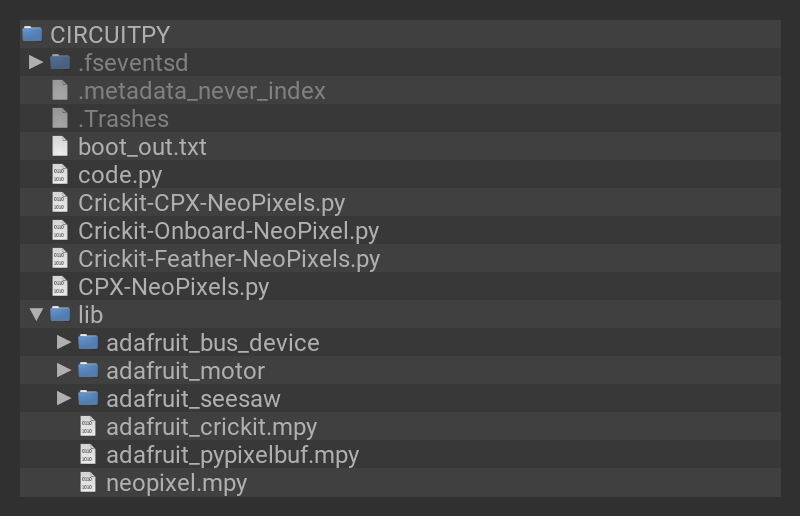 CIRCUITPY
.fseventsd
.metadata_never_index
.Trashes
boot_out.txt
code.py
Crickit-CPX-NeoPixels.py
Crickit-Onboard-NeoPixel.py
Crickit-Feather-NeoPixels.py
CPX-NeoPixels.py
lib
adafruit_bus_device
adafruit_motor
adafruit_seesaw
adafruit_crickit.mpy
adafruit_pypixelbuf.mpy
neopixel.mpy